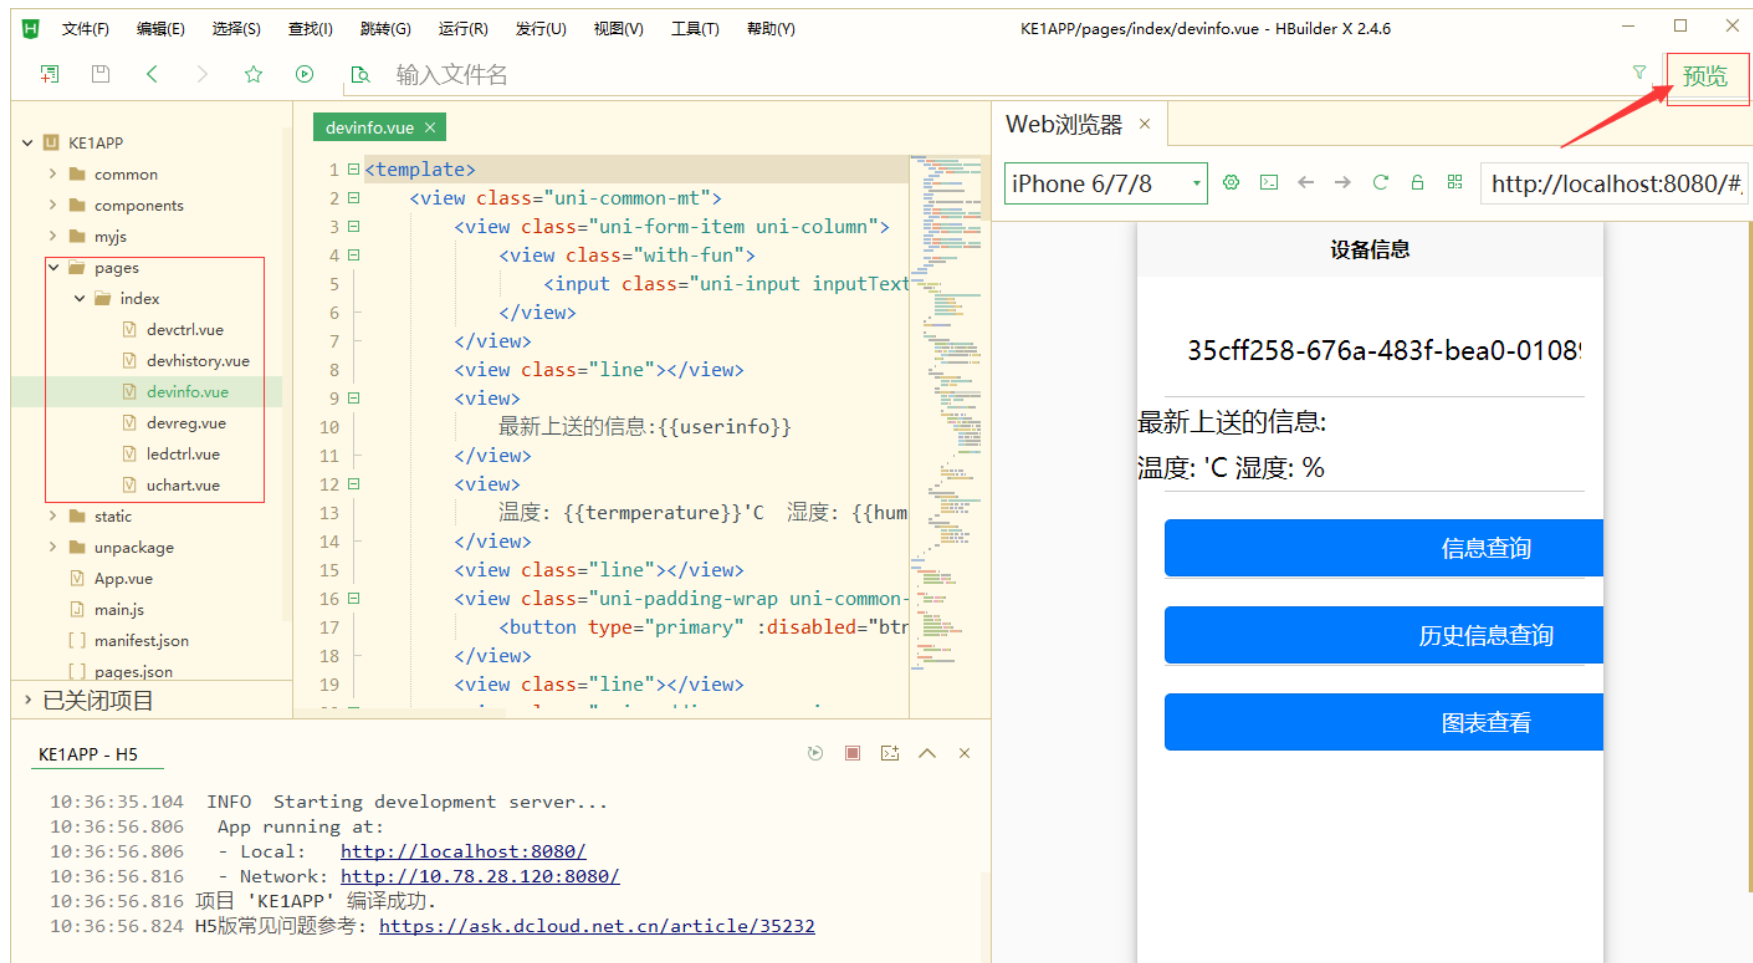 文件(F) 编辑(E) 选择(S) 查找(I) 跳转(G) 运行(R) 发行(U) 视图(V) 工具(T) 帮助(Y)
KE1APP/pages/index/devinfo.vue - HBuilder X 2.4.6
输入文件名
预览
KE1APP
common
components
myjs
pages
index
devctrl.vue
devhistory.vue
devinfo.vue
devreg.vue
ledctrl.vue
uchart.vue
static
unpackage
App.vue
main.js
manifest.json
pages.json
已关闭项目
devinfo.vue
1 <template>
2 <view class="uni-common-mt">
3 <view class="uni-form-item uni-column">
4 <view class="with-fun">
5 <input class="uni-input inputText
6 </view>
7 </view>
8 <view class="line"></view>
9 <view>
10 最新上送的信息:{{userinfo}}
11 </view>
12 <view>
13 温度: {{termperature}}'C 湿度: {{hum
14 </view>
15 <view class="line"></view>
16 <view class="uni-padding-wrap uni-common-
17 <button type="primary" :disabled="btn
18 </view>
19 <view class="line"></view>
Web浏览器
iPhone 6/7/8
http://localhost:8080/#
设备信息
35cff258-676a-483f-bea0-0108
最新上送的信息:
温度: 'C 湿度: %
信息查询
历史信息查询
图表查看
KE1APP - H5
10:36:35.104 INFO Starting development server...
10:36:56.806 App running at:
10:36:56.806 - Local: http://localhost:8080/
10:36:56.816 - Network: http://10.78.28.120:8080/
10:36:56.816 项目 'KE1APP' 编译成功.
10:36:56.824 H5版常见问题参考: https://ask.dcloud.net.cn/article/35232